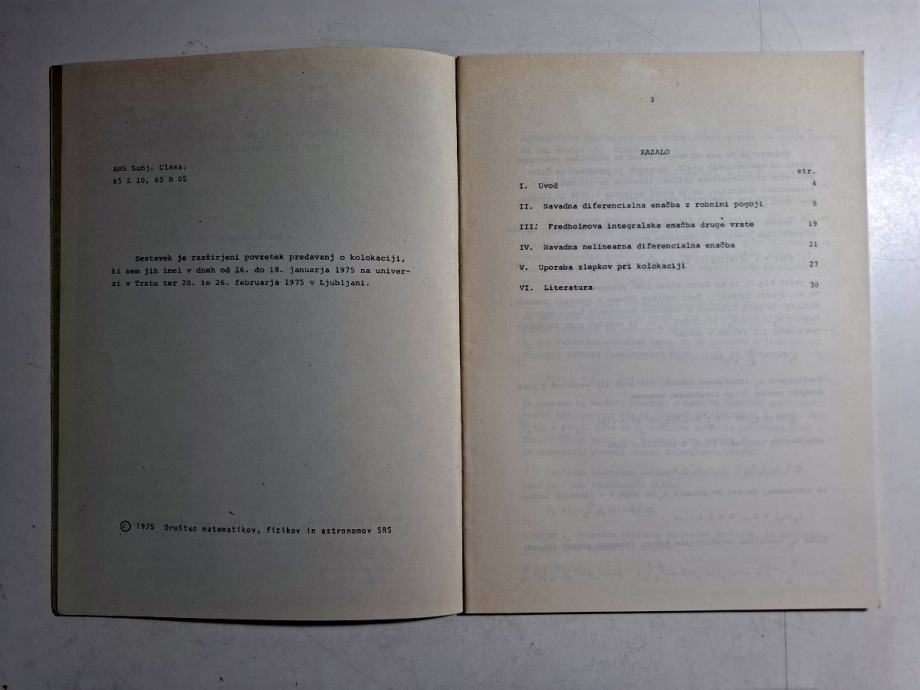 AMS Subj. Class.
65 L 10, 65 R 05
Sestavek je razširjeni povzetek predavanj o kolokaciji,
ki sem jih imel v dneh od 16. do 18. januarja 1975 na univer-
zi v Trstu ter 20. in 26. februarja 1975 v Ljubljani.
© 1975 Društvo matematikov, fizikov in astronomov SRS
3
KAZALO
str.
I. Uvod 4
II. Navadna diferencialna enačba z robnimi pogoji 8
III. Fredholmova integralska enačba druge vrste 19
IV. Navadna nelinearna diferencialna enačba 21
V. Uporaba zlepkov pri kolokaciji 27
VI. Literatura 30